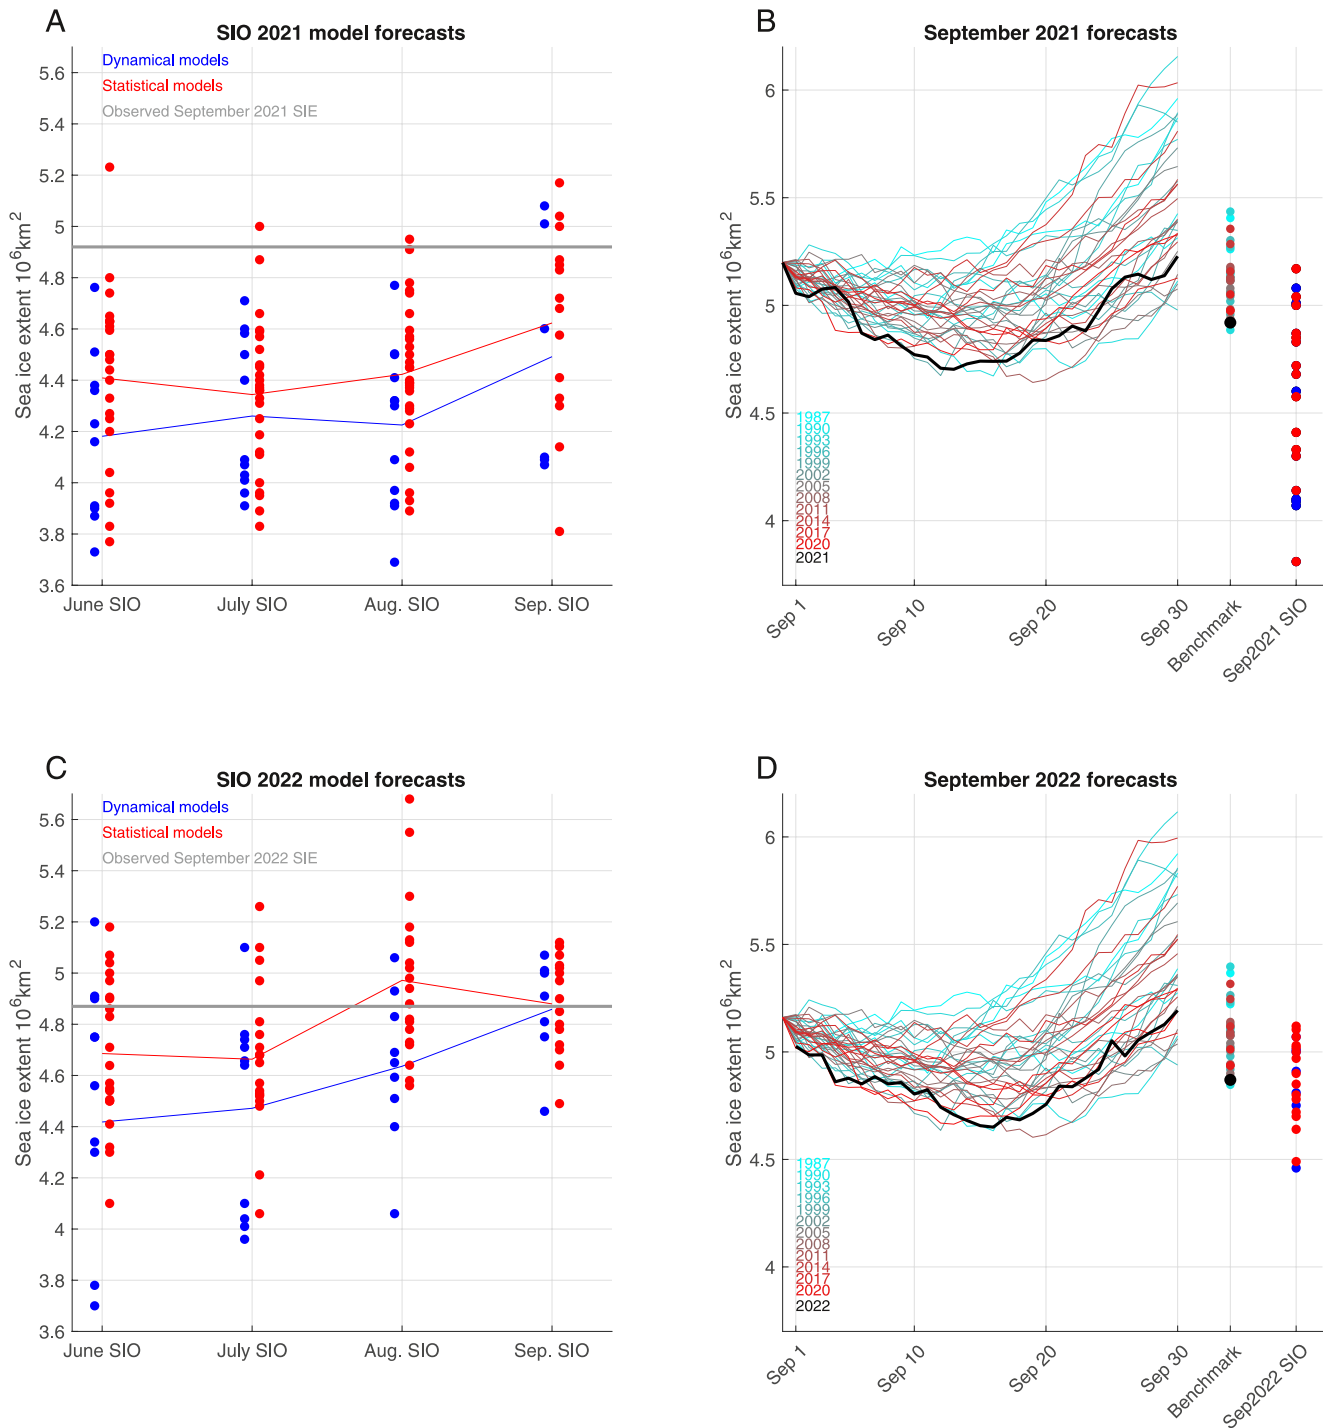 A
SIO 2021 model forecasts
Dynamical models
Statistical models
Observed September 2021 SIE
Sea ice extent 10⁶km²
5.6
5.4
5.2
5
4.8
4.6
4.4
4.2
4
3.8
3.6
June SIO
July SIO
Aug. SIO
Sep. SIO
B
September 2021 forecasts
Sea ice extent 10⁶km²
6
5.5
5
4.5
4
1987
1990
1993
1996
1999
2002
2005
2008
2011
2014
2017
2020
2021
Sep 1
Sep 10
Sep 20
Sep 30
Benchmark
Sep2021 SIO
C
SIO 2022 model forecasts
Dynamical models
Statistical models
Observed September 2022 SIE
Sea ice extent 10⁶km²
5.6
5.4
5.2
5
4.8
4.6
4.4
4.2
4
3.8
3.6
June SIO
July SIO
Aug. SIO
Sep. SIO
D
September 2022 forecasts
Sea ice extent 10⁶km²
6
5.5
5
4.5
4
1987
1990
1993
1996
1999
2002
2005
2008
2011
2014
2017
2020
2022
Sep 1
Sep 10
Sep 20
Sep 30
Benchmark
Sep2022 SIO